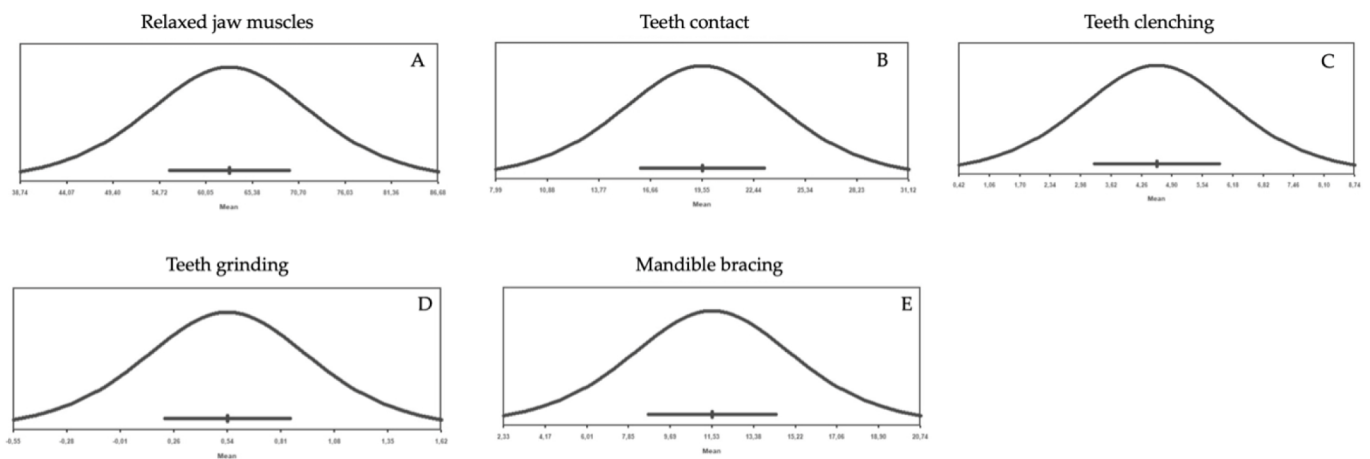 Relaxed jaw muscles
A
38,74 44,07 49,40 54,72 60,05 65,38 70,70 76,03 81,36 86,68
Mean
Teeth contact
B
7,99 10,88 13,77 16,66 19,55 22,44 25,34 28,23 31,12
Mean
Teeth clenching
C
0,42 1,06 1,70 2,34 2,98 3,62 4,26 4,90 5,54 6,18 6,82 7,46 8,10 8,74
Mean
Teeth grinding
D
-0,55 -0,28 -0,01 0,26 0,54 0,81 1,08 1,35 1,62
Mean
Mandible bracing
E
2,33 4,17 6,01 7,85 9,69 11,53 13,38 15,22 17,06 18,90 20,74
Mean